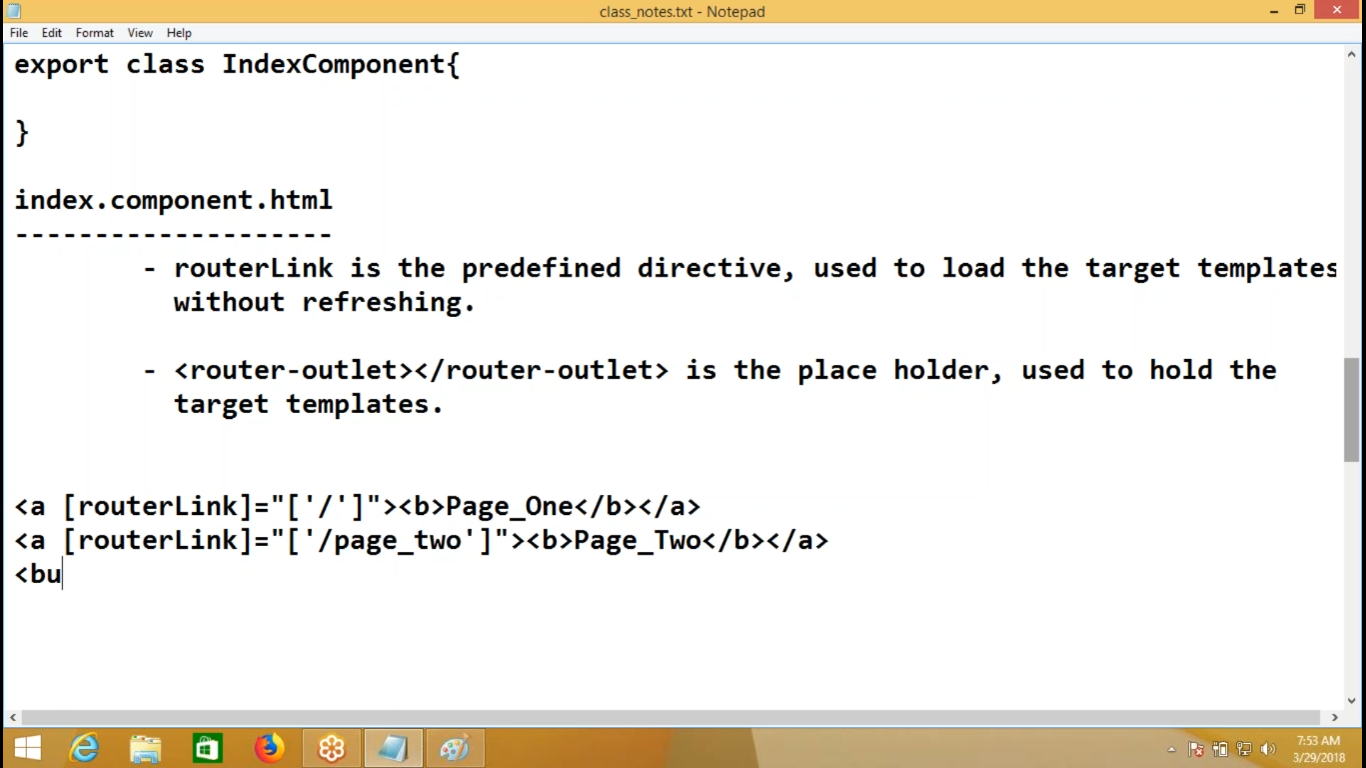 class_notes.txt - Notepad
File Edit Format View Help
export class IndexComponent{
}
index.component.html
--------------------
- routerLink is the predefined directive, used to load the target templates
without refreshing.
- <router-outlet></router-outlet> is the place holder, used to hold the
target templates.
<a [routerLink]="['/']"><b>Page_One</b></a>
<a [routerLink]="['/page_two']"><b>Page_Two</b></a>
<bu
7:53 AM
3/29/2018